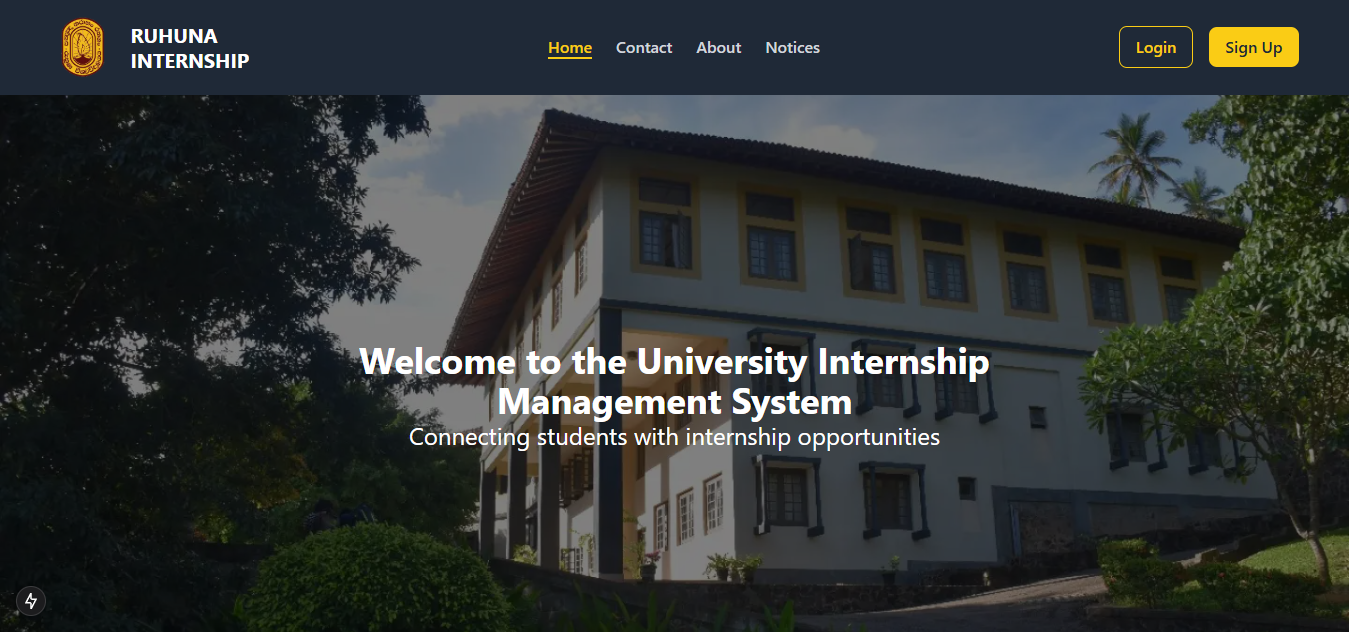 RUHUNA
INTERNSHIP
Home
Contact
About
Notices
Login
Sign Up
Welcome to the University Internship
Management System
Connecting students with internship opportunities